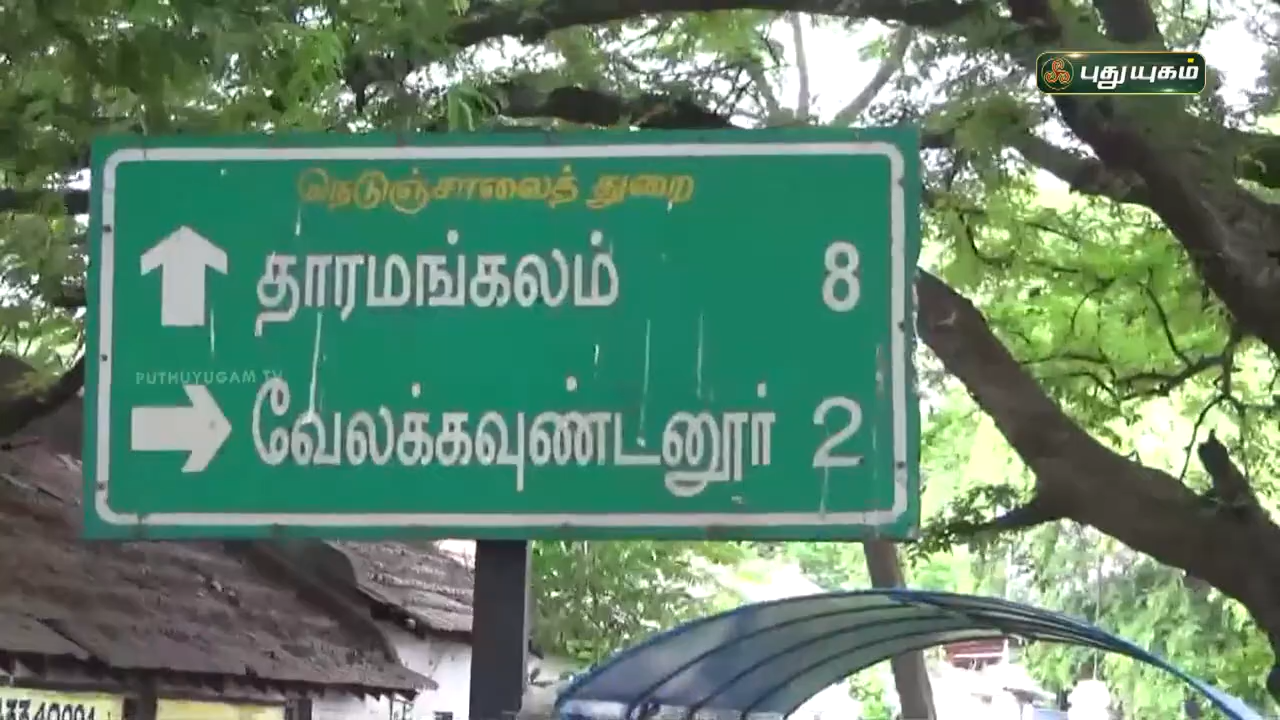 புதுயுகம்
நெடுஞ்சாலைத் துறை
தாரமங்கலம் 8
PUTHUYUGAM TV
வேலக்கவுண்டனூர் 2